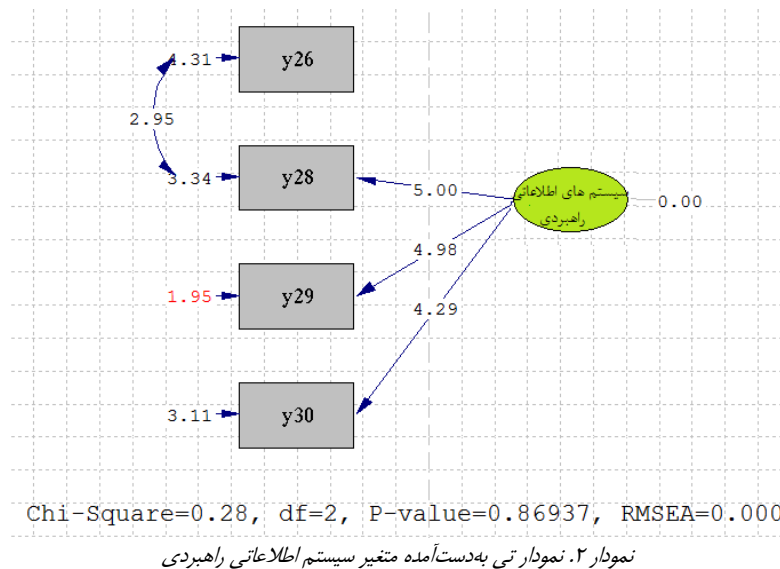 4.31
y26
2.95
3.34
y28
5.00
سیستم های اطلاعاتی
راهبردی
0.00
4.98
1.95
y29
4.29
3.11
y30
Chi-Square=0.28, df=2, P-value=0.86937, RMSEA=0.000
نمودار ۲. نمودار تی به‌دست‌آمده متغیر سیستم اطلاعاتی راهبردی